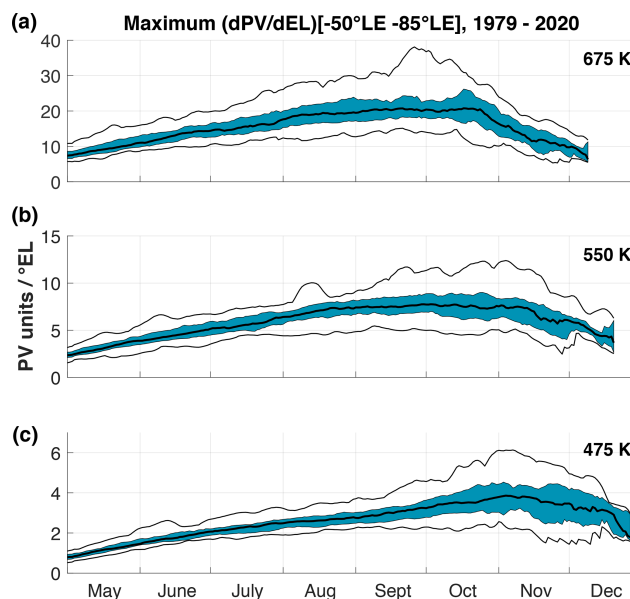 (a)
Maximum (dPV/dEL)[-50°LE -85°LE], 1979 - 2020
675 K
40
30
20
10
0
(b)
550 K
15
10
5
0
PV units / °EL
(c)
475 K
6
4
2
0
May June July Aug Sept Oct Nov Dec